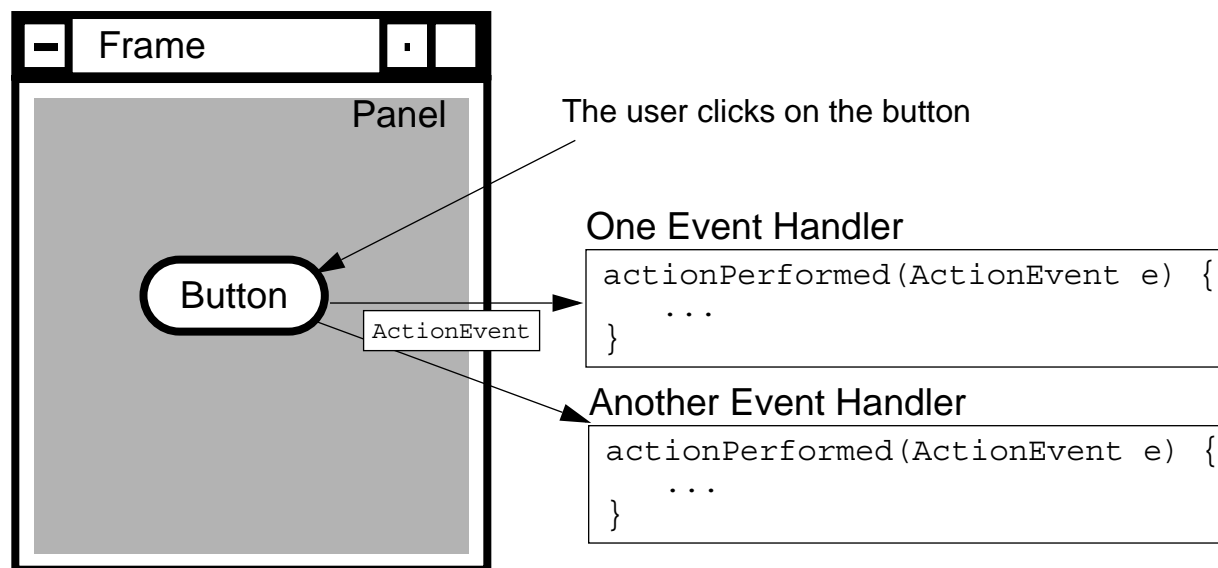 Frame
Panel
The user clicks on the button
One Event Handler
actionPerformed(ActionEvent e) {
...
}
Button
ActionEvent
Another Event Handler
actionPerformed(ActionEvent e) {
...
}